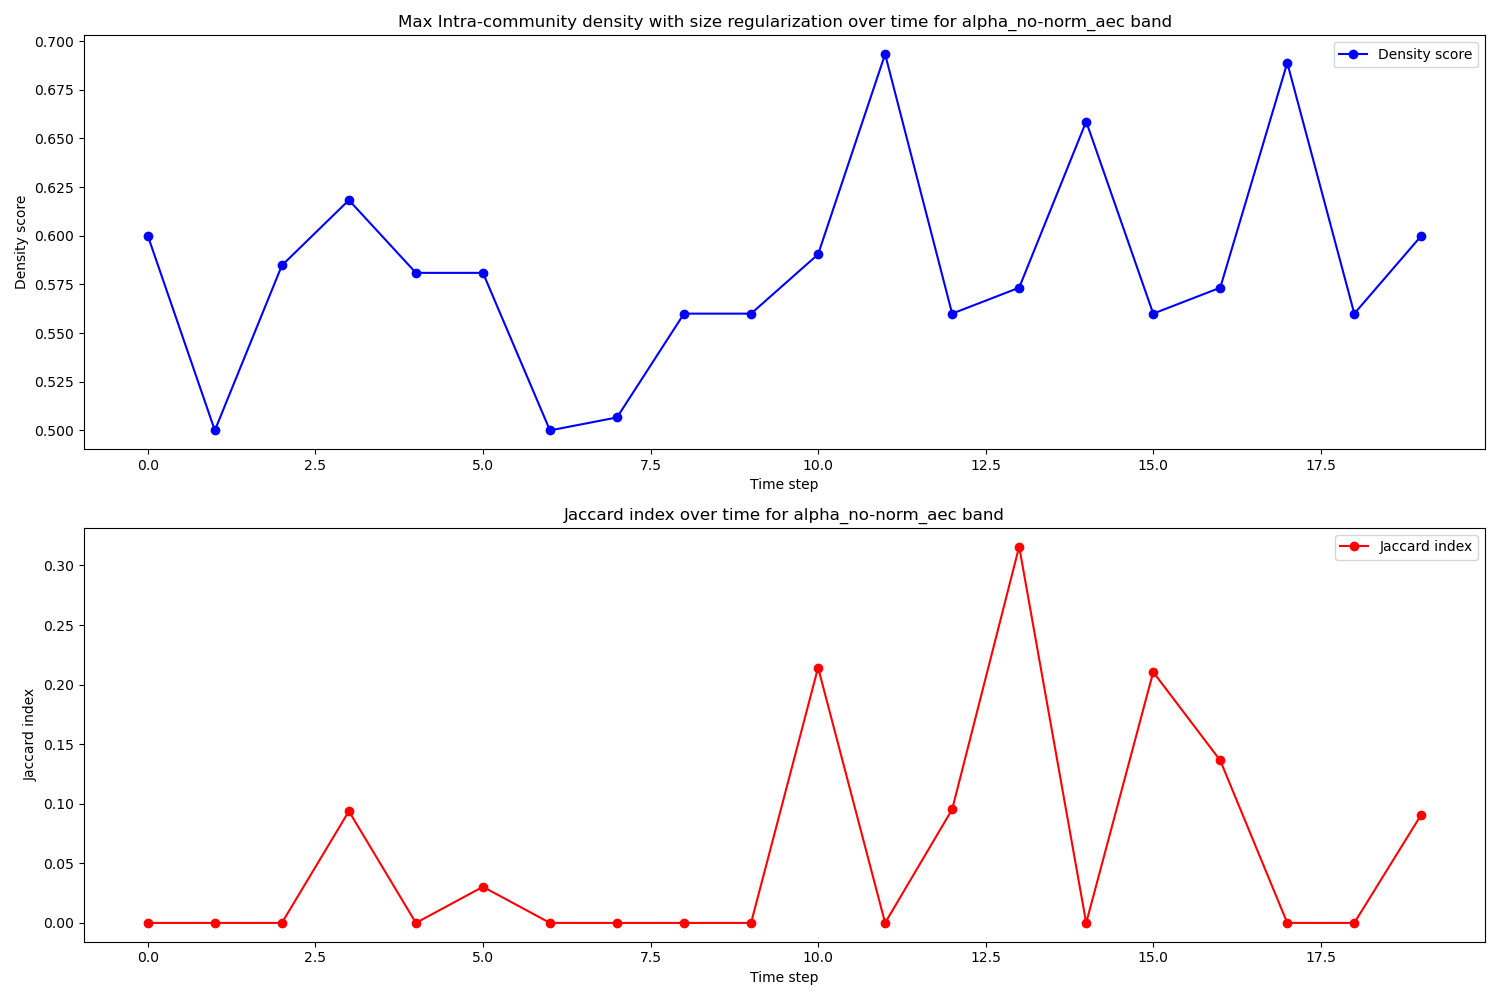 Max Intra-community density with size regularization over time for alpha_no-norm_aec band
Density score
0.700
0.675
0.650
0.625
0.600
0.575
0.550
0.525
0.500
Density score
0.0 2.5 5.0 7.5 10.0 12.5 15.0 17.5
Time step
Jaccard index over time for alpha_no-norm_aec band
Jaccard index
0.30
0.25
0.20
0.15
0.10
0.05
0.00
Jaccard index
0.0 2.5 5.0 7.5 10.0 12.5 15.0 17.5
Time step